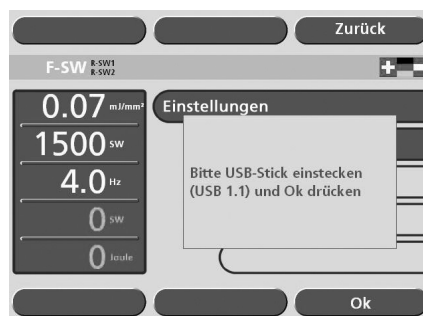 Zurück
F-SW R-SW1
R-SW2
0.07 mJ/mm²
Einstellungen
1500 SW
4.0 Hz
Bitte USB-Stick einstecken
(USB 1.1) und Ok drücken
0 SW
0 Joule
Ok